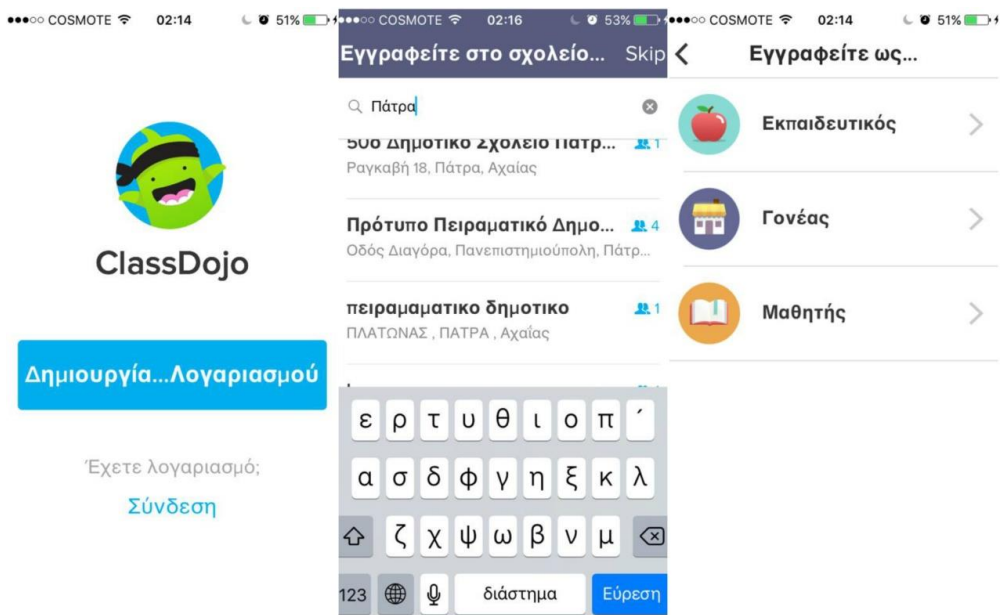 COSMOTE 02:14 51%
ClassDojo
Δημιουργία...Λογαριασμού
Έχετε λογαριασμό;
Σύνδεση
COSMOTE 02:16 53%
Εγγραφείτε στο σχολείο... Skip
Πάτρα
50ο Δημοτικό Σχολείο Πατρ... 1
Ραγκαβή 18, Πάτρα, Αχαίας
Πρότυπο Πειραματικό Δημο... 4
Οδός Διαγόρα, Πανεπιστημιούπολη, Πάτρ...
πειραμαματικο δημοτικο 1
ΠΛΑΤΩΝΑΣ , ΠΑΤΡΑ , Αχαΐας
ε ρ τ υ θ ι ο π ΄
α σ δ φ γ η ξ κ λ
ζ χ ψ ω β ν μ
123 διάστημα Εύρεση
COSMOTE 02:14 51%
Εγγραφείτε ως...
Εκπαιδευτικός
Γονέας
Μαθητής